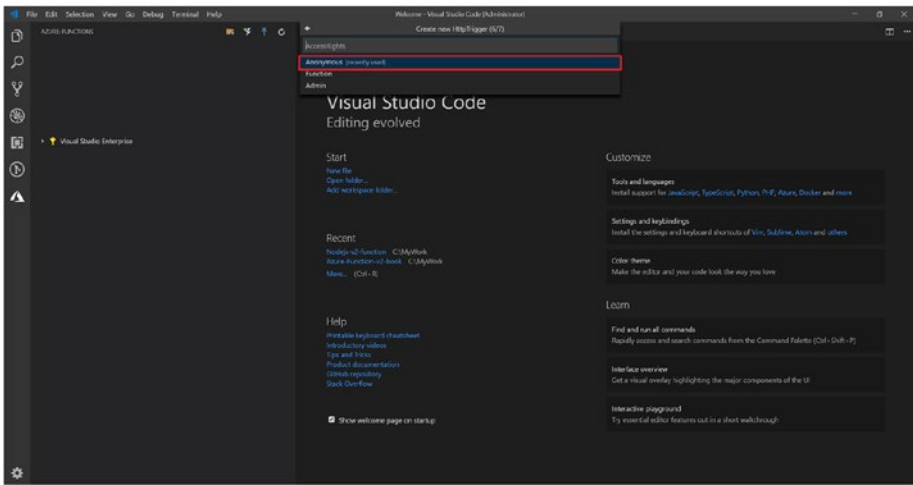 File Edit Selection View Go Debug Terminal Help
Welcome - Visual Studio Code [Administrator]
AZURE: FUNCTIONS
Create new HttpTrigger (6/7)
AccessRights
Anonymous (recently used)
Function
Admin
Visual Studio Enterprise
Visual Studio Code
Editing evolved
Start
New file
Open folder...
Add workspace folder...
Recent
Nodejs-v2-function C:\MyWork
Azure-Function-v2-book C:\MyWork
More... (Ctrl+R)
Help
Printable keyboard cheatsheet
Introductory videos
Tips and Tricks
Product documentation
GitHub repository
Stack Overflow
Show welcome page on startup
Customize
Tools and languages
Install support for JavaScript, TypeScript, Python, PHP, Azure, Docker and more
Settings and keybindings
Install the settings and keyboard shortcuts of Vim, Sublime, Atom and others
Color theme
Make the editor and your code look the way you love
Learn
Find and run all commands
Rapidly access and search commands from the Command Palette (Ctrl+Shift+P)
Interface overview
Get a visual overlay highlighting the major components of the UI
Interactive playground
Try essential editor features out in a short walkthrough